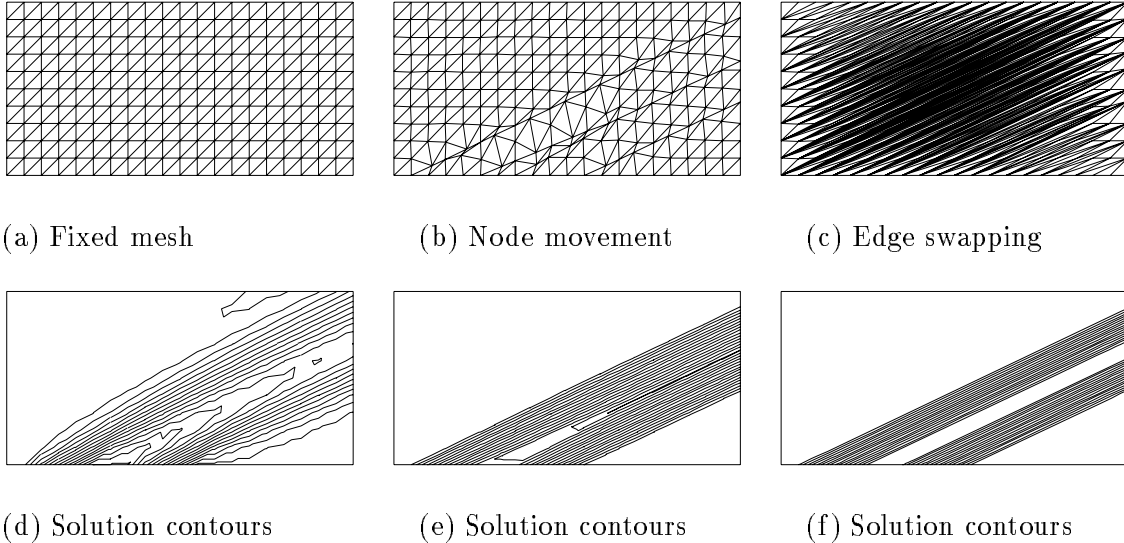 (a) Fixed mesh
(b) Node movement
(c) Edge swapping
(d) Solution contours
(e) Solution contours
(f) Solution contours